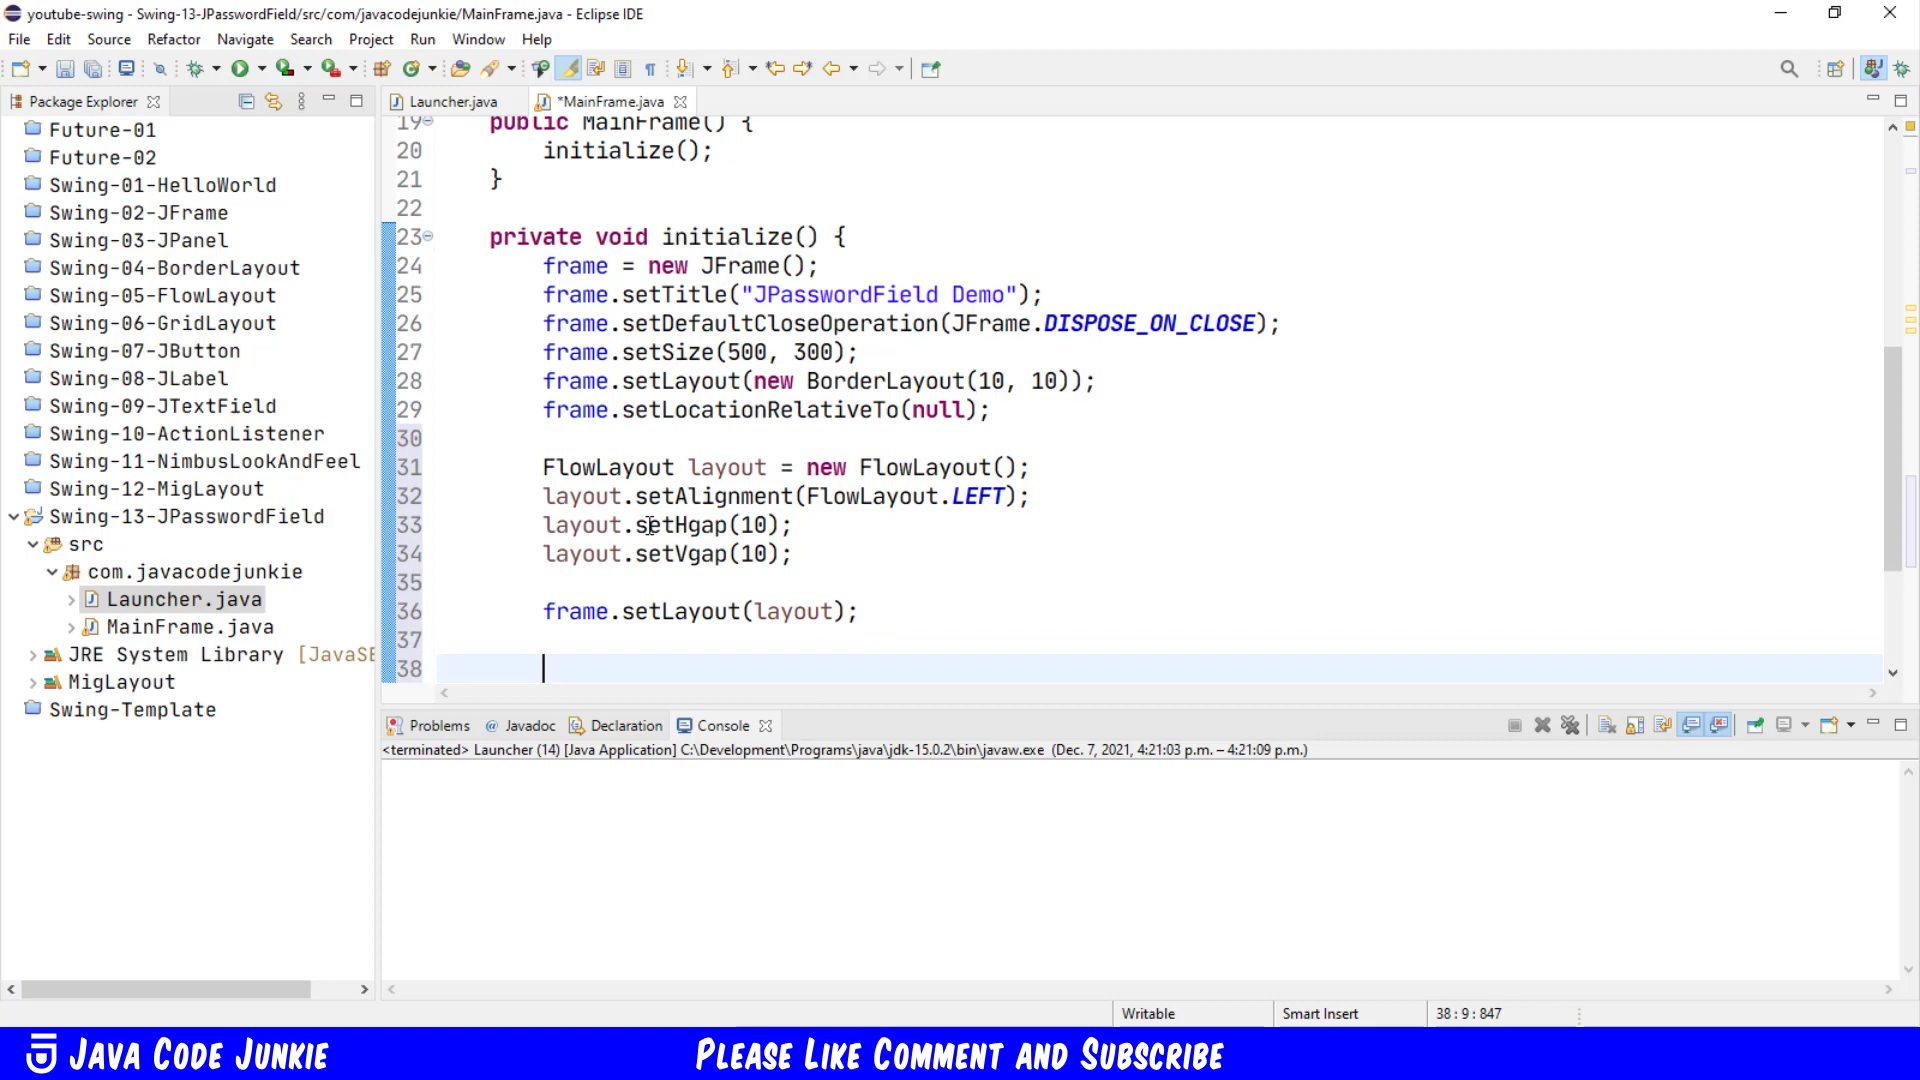 youtube-swing - Swing-13-JPasswordField/src/com/javacodejunkie/MainFrame.java - Eclipse IDE
File Edit Source Refactor Navigate Search Project Run Window Help
Package Explorer
Future-01
Future-02
Swing-01-HelloWorld
Swing-02-JFrame
Swing-03-JPanel
Swing-04-BorderLayout
Swing-05-FlowLayout
Swing-06-GridLayout
Swing-07-JButton
Swing-08-JLabel
Swing-09-JTextField
Swing-10-ActionListener
Swing-11-NimbusLookAndFeel
Swing-12-MigLayout
Swing-13-JPasswordField
src
com.javacodejunkie
Launcher.java
MainFrame.java
JRE System Library [JavaSE
MigLayout
Swing-Template
Launcher.java *MainFrame.java
19 public MainFrame() {
20 initialize();
21 }
22
23 private void initialize() {
24 frame = new JFrame();
25 frame.setTitle("JPasswordField Demo");
26 frame.setDefaultCloseOperation(JFrame.DISPOSE_ON_CLOSE);
27 frame.setSize(500, 300);
28 frame.setLayout(new BorderLayout(10, 10));
29 frame.setLocationRelativeTo(null);
30
31 FlowLayout layout = new FlowLayout();
32 layout.setAlignment(FlowLayout.LEFT);
33 layout.setHgap(10);
34 layout.setVgap(10);
35
36 frame.setLayout(layout);
37
38
Problems Javadoc Declaration Console
<terminated> Launcher (14) [Java Application] C:\Development\Programs\java\jdk-15.0.2\bin\javaw.exe (Dec. 7, 2021, 4:21:03 p.m. – 4:21:09 p.m.)
Writable Smart Insert 38 : 9 : 847
JAVA CODE JUNKIE PLEASE LIKE COMMENT AND SUBSCRIBE